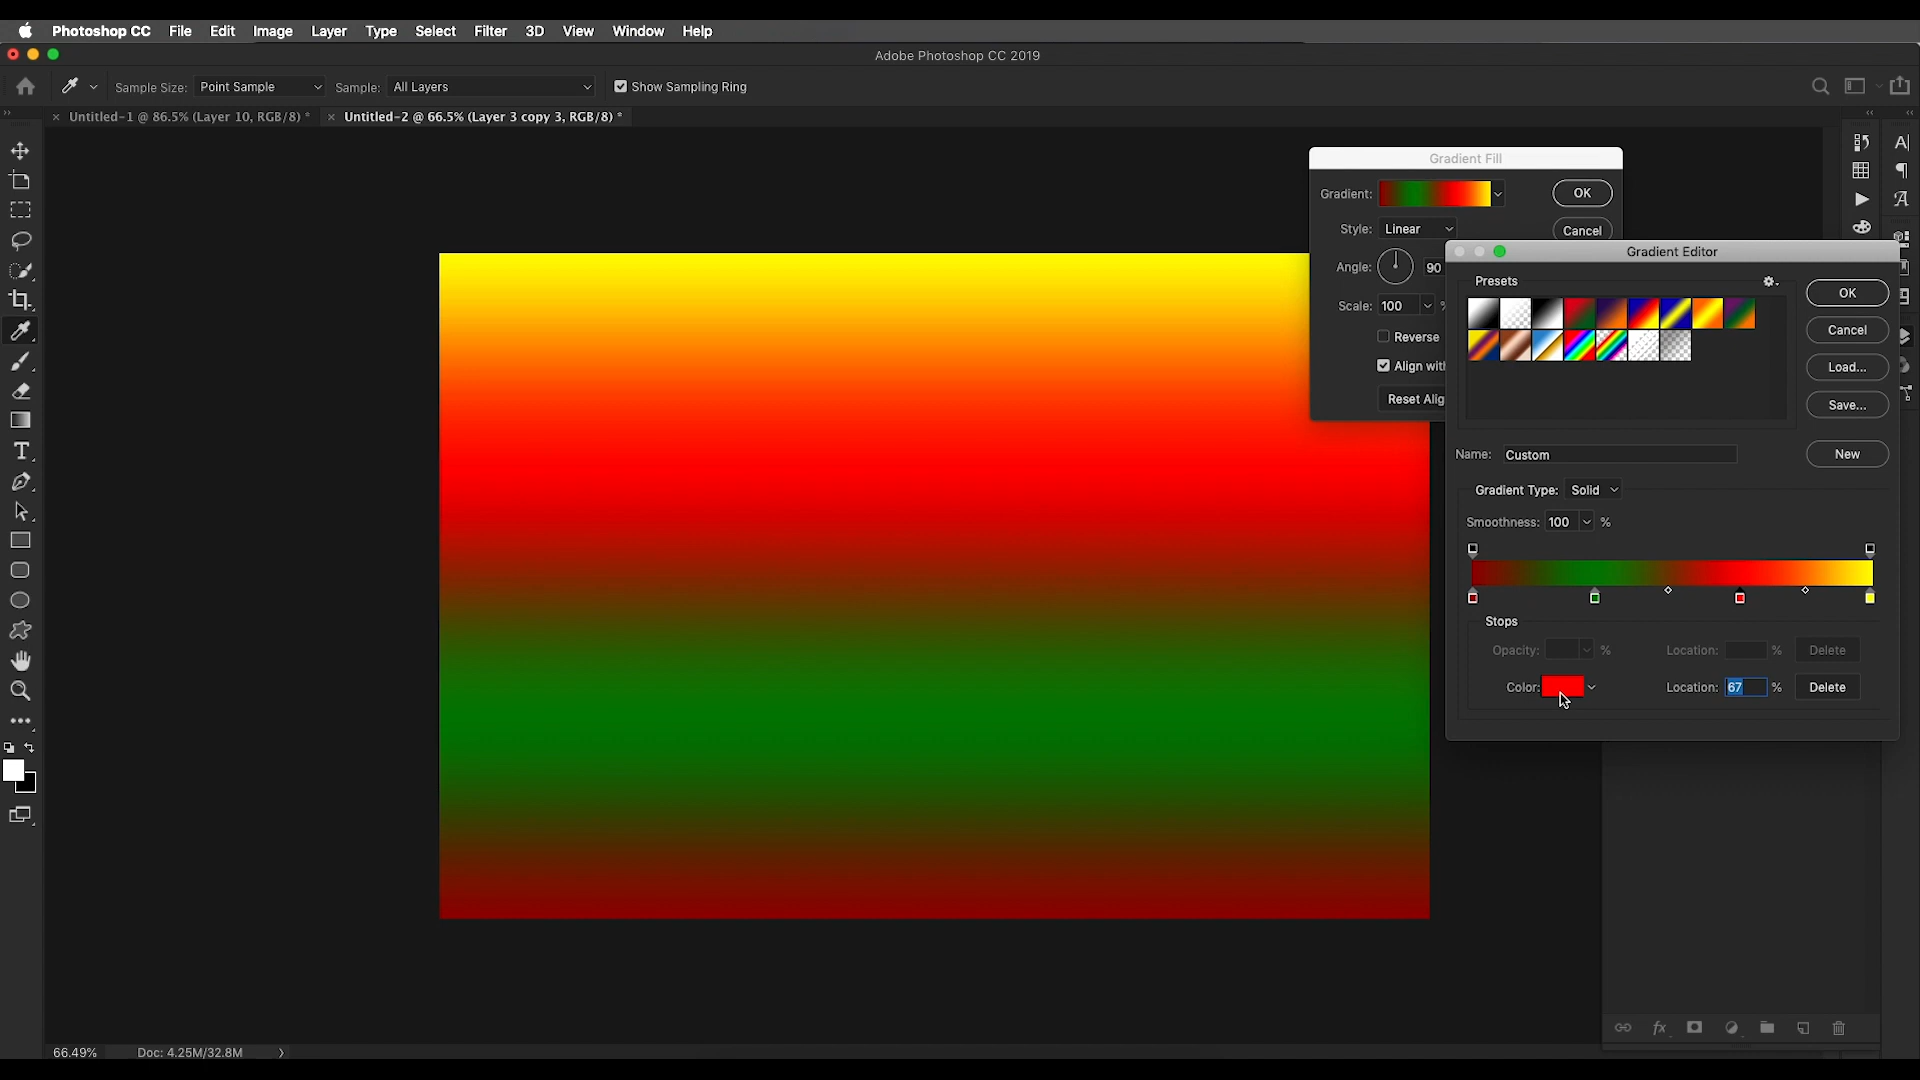 Photoshop CC File Edit Image Layer Type Select Filter 3D View Window Help
Adobe Photoshop CC 2019
Sample Size: Point Sample Sample: All Layers Show Sampling Ring
Untitled-1 @ 86.5% (Layer 10, RGB/8) * Untitled-2 @ 66.5% (Layer 3 copy 3, RGB/8) *
Gradient Fill
Gradient: OK
Style: Linear Cancel
Angle: 90
Scale: 100
Reverse
Align with
Reset Alig
Gradient Editor
Presets
OK
Cancel
Load...
Save...
Name: Custom New
Gradient Type: Solid
Smoothness: 100 %
Stops
Opacity: % Location: % Delete
Color: Location: 67 % Delete
fx
66.49% Doc: 4.25M/32.8M